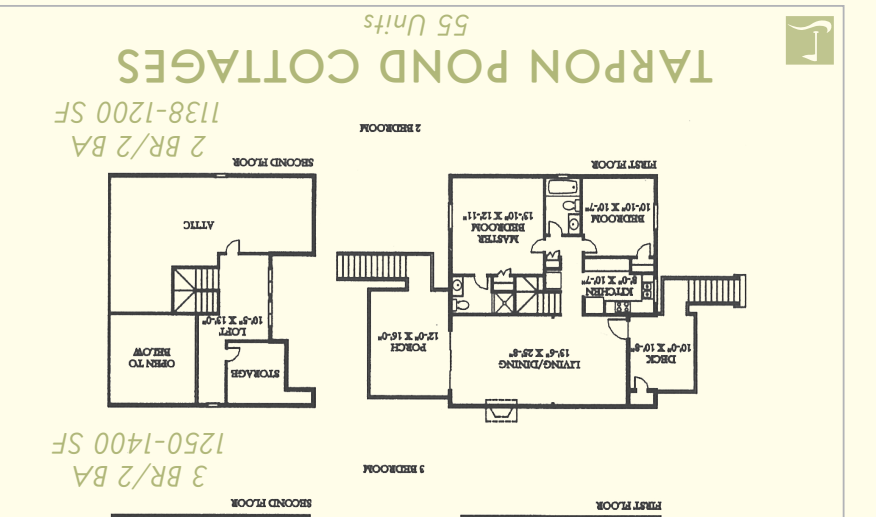 FIRST FLOOR
SECOND FLOOR
3 BEDROOM
3 BR/2 BA
1250-1400 SF
DECK
10'-0" X 10'-8"
LIVING/DINING
19'-6" X 25'-8"
PORCH
12'-0" X 16'-0"
STORAGE
OPEN TO
BELOW
LOFT
10'-5" X 13'-0"
KITCHEN
8'-0" X 10'-7"
BEDROOM
10'-10" X 10'-7"
MASTER
BEDROOM
13'-10" X 12'-11"
ATTIC
FIRST FLOOR
SECOND FLOOR
2 BEDROOM
2 BR/2 BA
1138-1200 SF
TARPON POND COTTAGES
55 Units